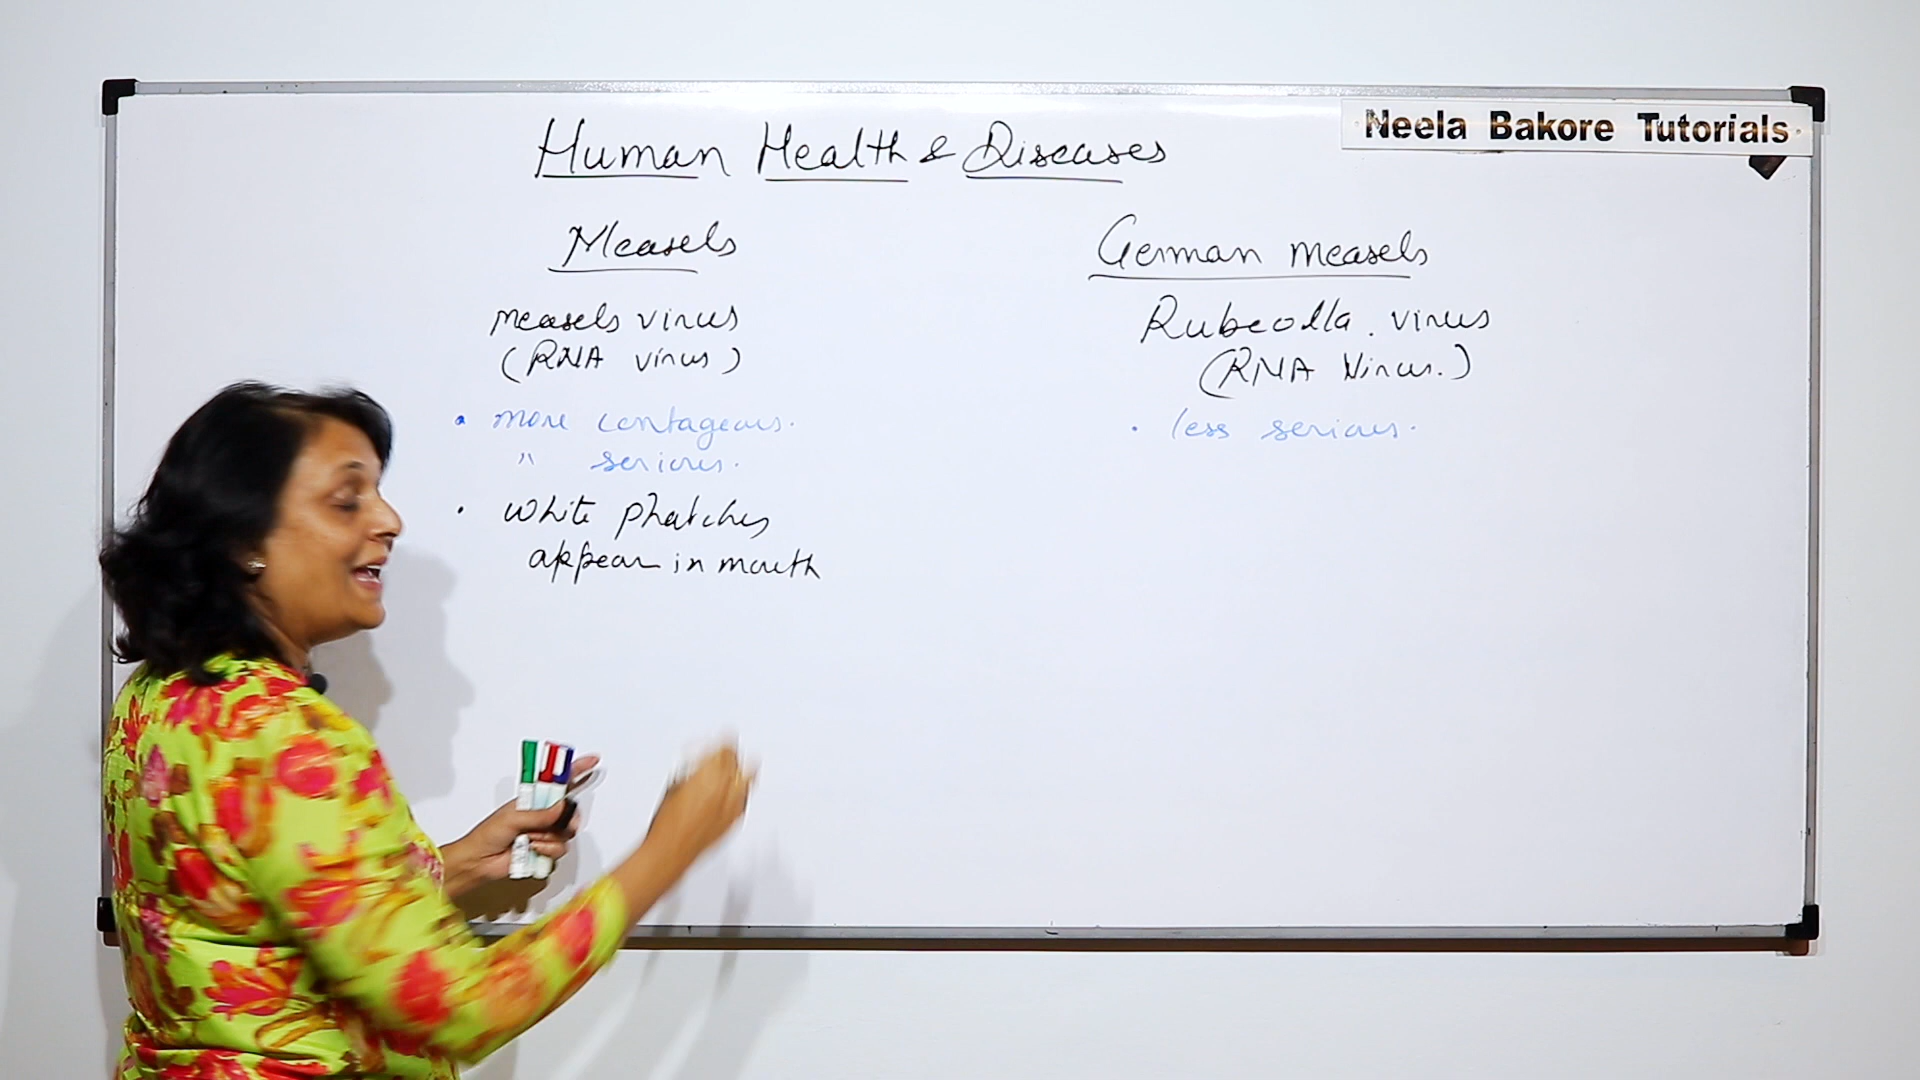 Neela Bakore Tutorials
Human Health & Diseases
Measels
measels virus
(RNA virus)
• more contageous.
" serious.
• white phatches
appear in mouth
German measels
Rubeolla. virus
(RNA Virus.)
• less serious.